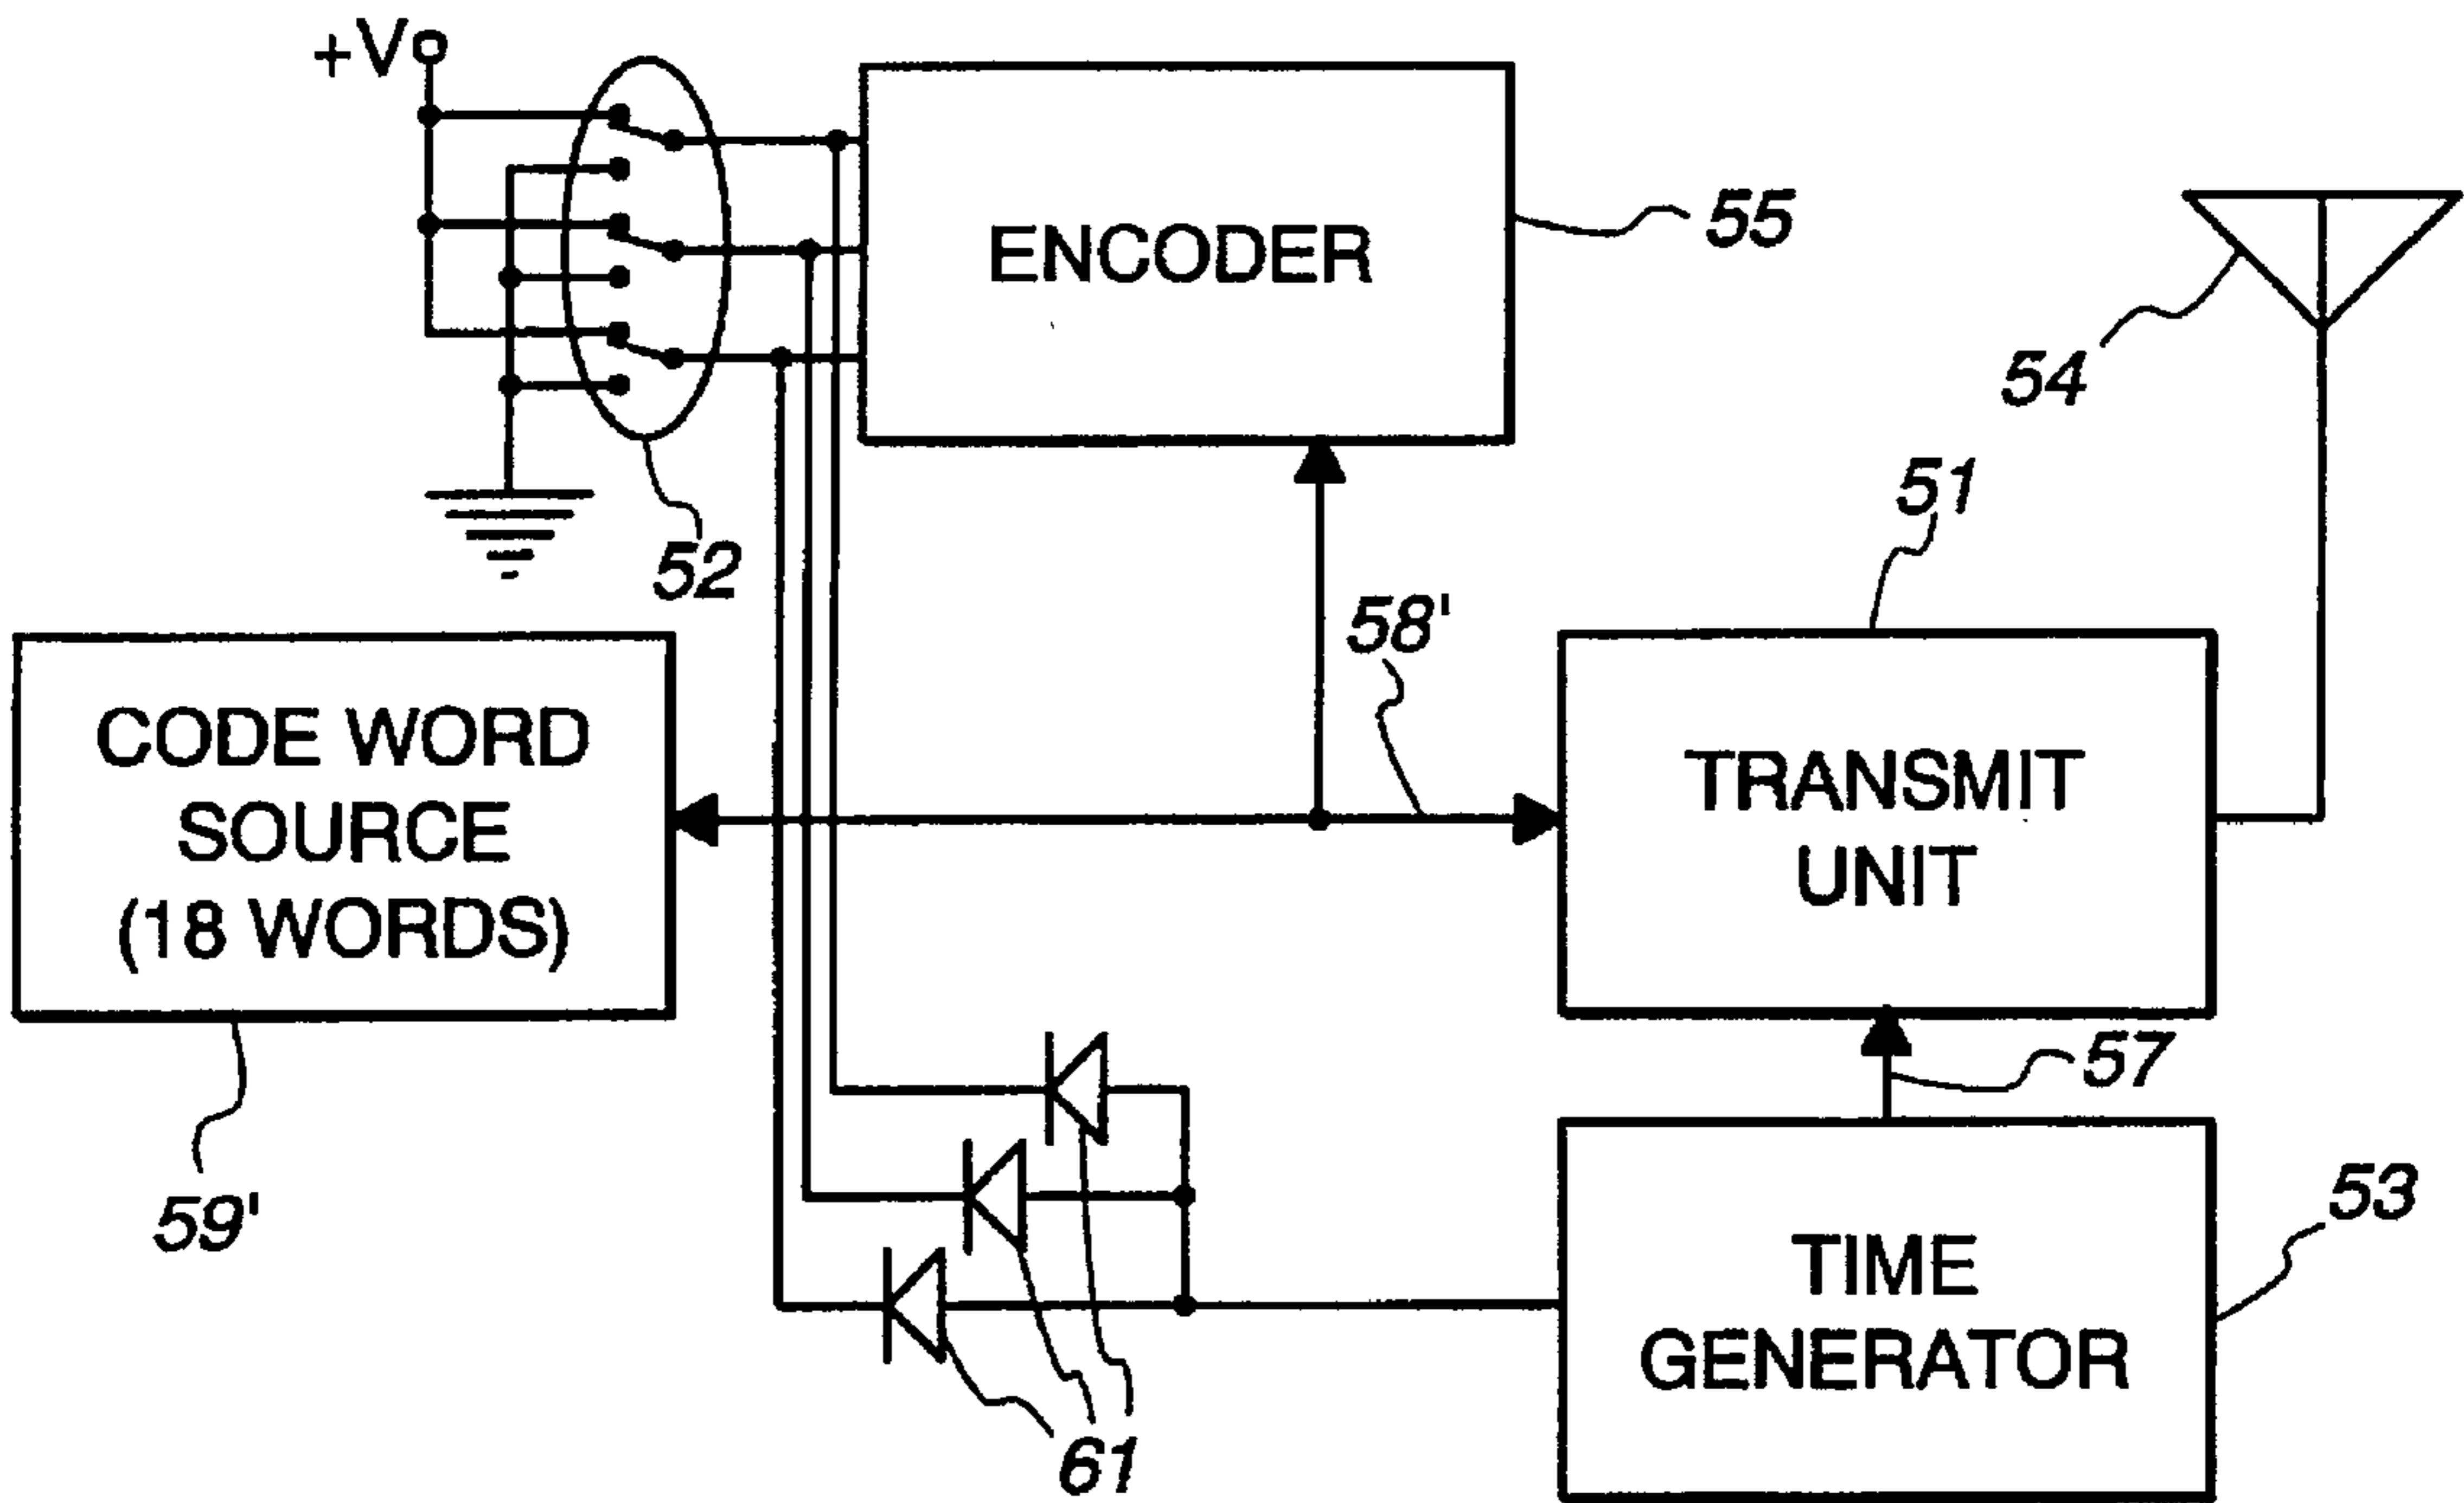 +V
ENCODER
55
54
52
51
58'
CODE WORD
SOURCE
(18 WORDS)
TRANSMIT
UNIT
57
59'
53
TIME
GENERATOR
61